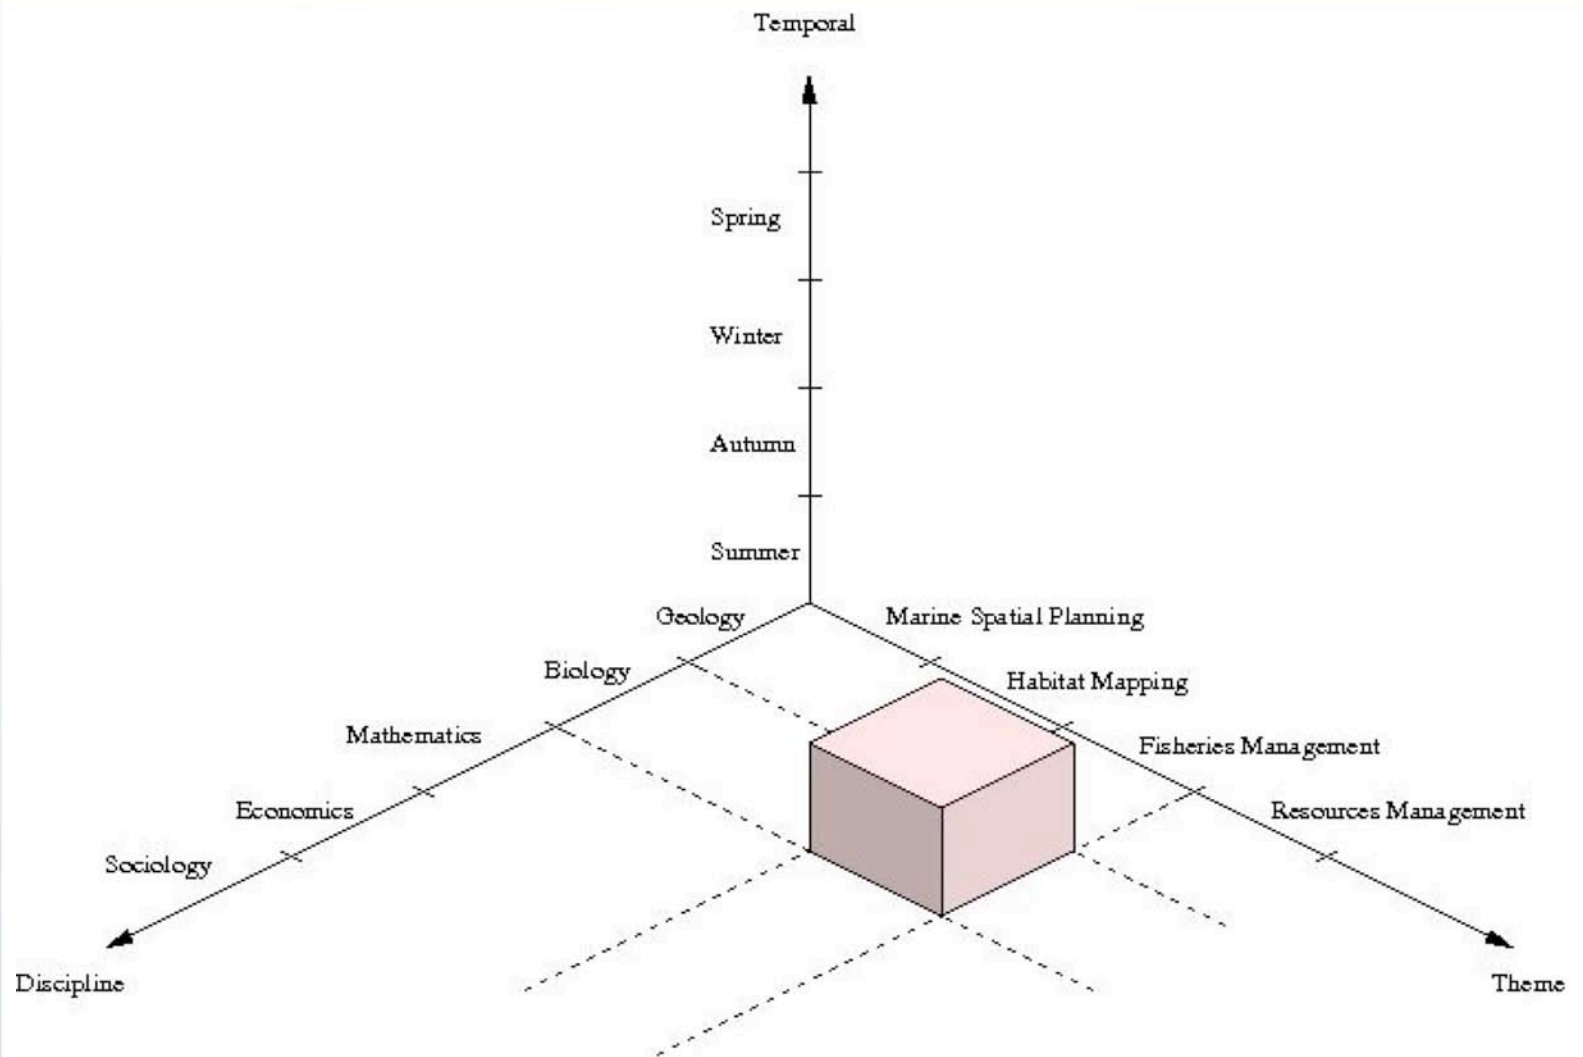 Temporal
Spring
Winter
Autumn
Summer
Geology
Marine Spatial Planning
Biology
Habitat Mapping
Mathematics
Fisheries Management
Economics
Resources Management
Sociology
Discipline
Theme